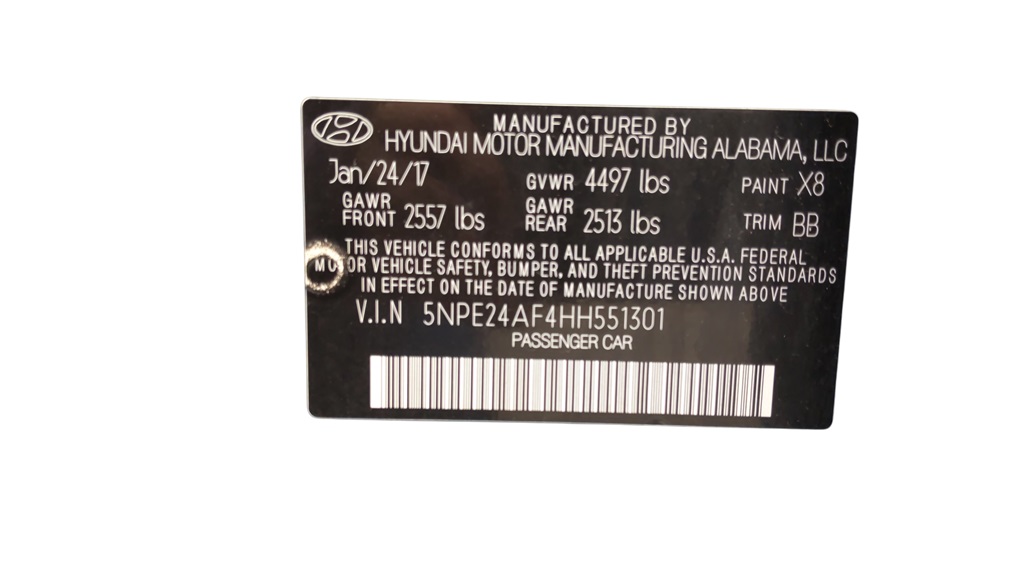 MANUFACTURED BY
HYUNDAI MOTOR MANUFACTURING ALABAMA, LLC
Jan/24/17 GVWR 4497 lbs PAINT X8
GAWR FRONT 2557 lbs GAWR REAR 2513 lbs TRIM BB
THIS VEHICLE CONFORMS TO ALL APPLICABLE U.S.A. FEDERAL
MOTOR VEHICLE SAFETY, BUMPER, AND THEFT PREVENTION STANDARDS
IN EFFECT ON THE DATE OF MANUFACTURE SHOWN ABOVE
V.I.N 5NPE24AF4HH551301
PASSENGER CAR